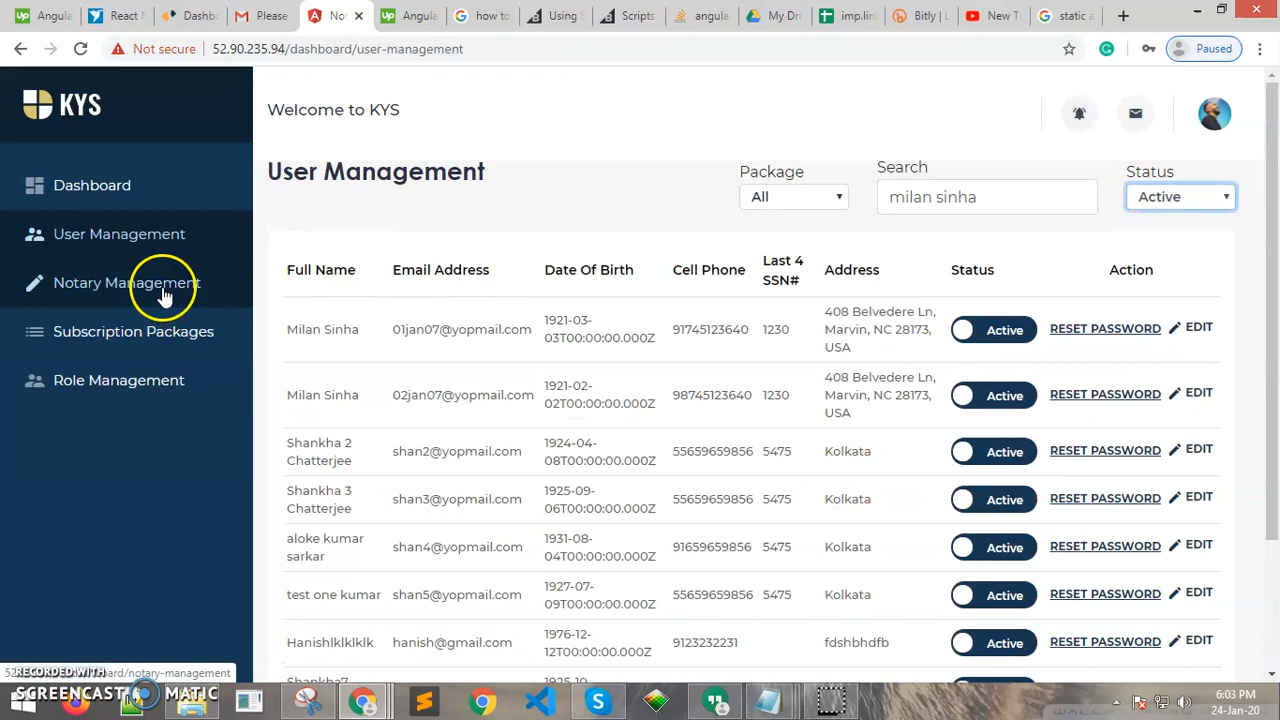 Angula
React M
Dashbo
Please
Not
Angula
how to
Using S
Scripts
angula
My Dri
imp.link
Bitly | L
New T
static a
Not secure
52.90.235.94/dashboard/user-management
Paused
KYS
Welcome to KYS
Dashboard
User Management
Notary Management
Subscription Packages
Role Management
User Management
Package
All
Search
milan sinha
Status
Active
Full Name Email Address Date Of Birth Cell Phone Last 4 SSN# Address Status Action
Milan Sinha 01jan07@yopmail.com 1921-03-03T00:00:00.000Z 91745123640 1230 408 Belvedere Ln, Marvin, NC 28173, USA Active RESET PASSWORD EDIT
Milan Sinha 02jan07@yopmail.com 1921-02-02T00:00:00.000Z 98745123640 1230 408 Belvedere Ln, Marvin, NC 28173, USA Active RESET PASSWORD EDIT
Shankha 2 Chatterjee shan2@yopmail.com 1924-04-08T00:00:00.000Z 55659659856 5475 Kolkata Active RESET PASSWORD EDIT
Shankha 3 Chatterjee shan3@yopmail.com 1925-09-06T00:00:00.000Z 55659659856 5475 Kolkata Active RESET PASSWORD EDIT
aloke kumar sarkar shan4@yopmail.com 1931-08-04T00:00:00.000Z 91659659856 5475 Kolkata Active RESET PASSWORD EDIT
test one kumar shan5@yopmail.com 1927-07-09T00:00:00.000Z 55659659856 5475 Kolkata Active RESET PASSWORD EDIT
Hanishlklklklk hanish@gmail.com 1976-12-12T00:00:00.000Z 9123232231 fdshbhdfb Active RESET PASSWORD EDIT
RECORDED WITH
SCREENCAST MATIC
board/notary-management
6:03 PM
24-Jan-20